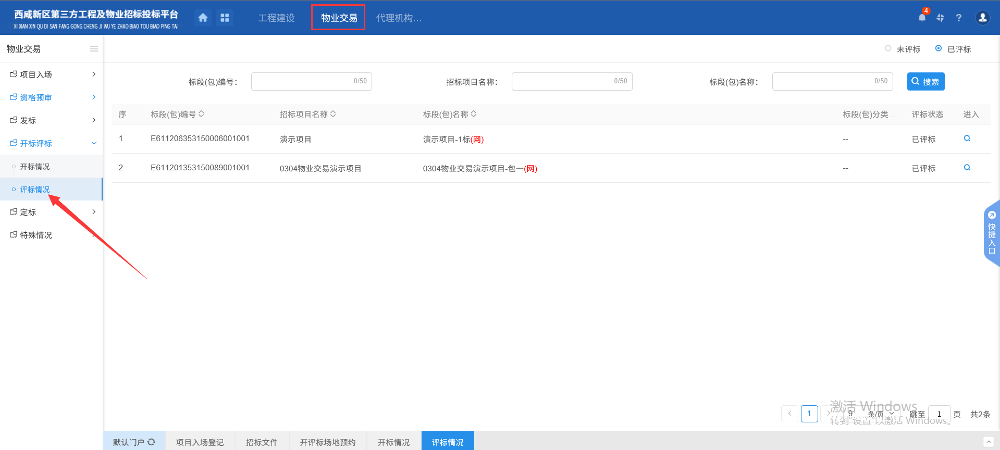 西咸新区第三方工程及物业招标投标平台
XI XIAN XIN QU DI SAN FANG GONG CHENG JI WU YE ZHAO BIAO TOU BIAO PING TAI
工程建设
物业交易
代理机构...
4
?
物业交易
未评标
已评标
项目入场
资格预审
发标
开标评标
开标情况
评标情况
定标
特殊情况
标段(包)编号：
0/50
招标项目名称：
0/50
标段(包)名称：
0/50
搜索
序 标段(包)编号 招标项目名称 标段(包)名称 标段(包)分类... 评标状态 进入
1 E611206353150006001001 演示项目 演示项目-1标(网) -- 已评标
2 E611201353150089001001 0304物业交易演示项目 0304物业交易演示项目-包一(网) -- 已评标
快捷入口
1 9 条/页 跳至 1 页 共2条
激活 Windows
转到"设置"以激活 Windows。
默认门户
项目入场登记
招标文件
开评标场地预约
开标情况
评标情况